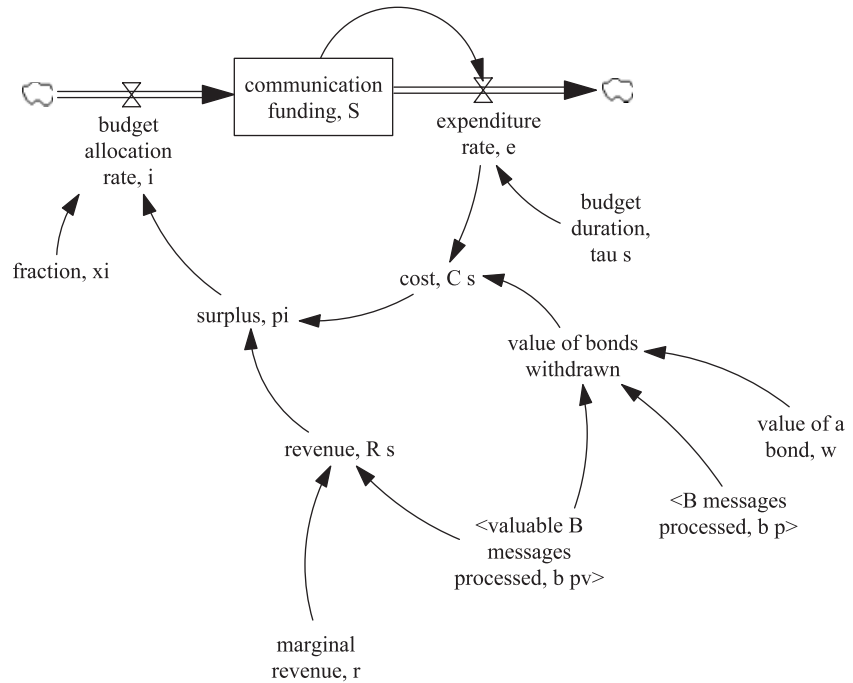 communication
funding, S
budget
allocation
rate, i
expenditure
rate, e
budget
duration,
tau s
fraction, xi
cost, C s
surplus, pi
value of bonds
withdrawn
value of a
bond, w
revenue, R s
<B messages
processed, b p>
<valuable B
messages
processed, b pv>
marginal
revenue, r